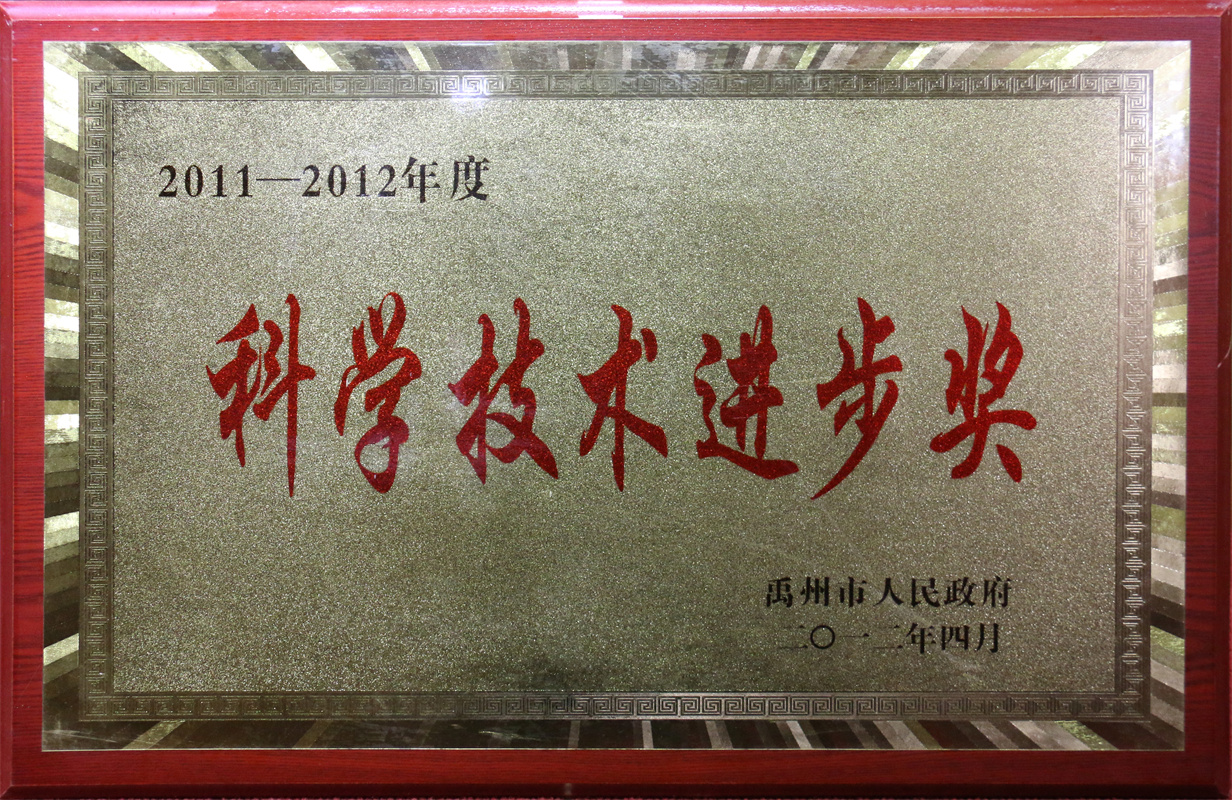 2011—2012年度
科学技术进步奖
禹州市人民政府
二〇一二年四月